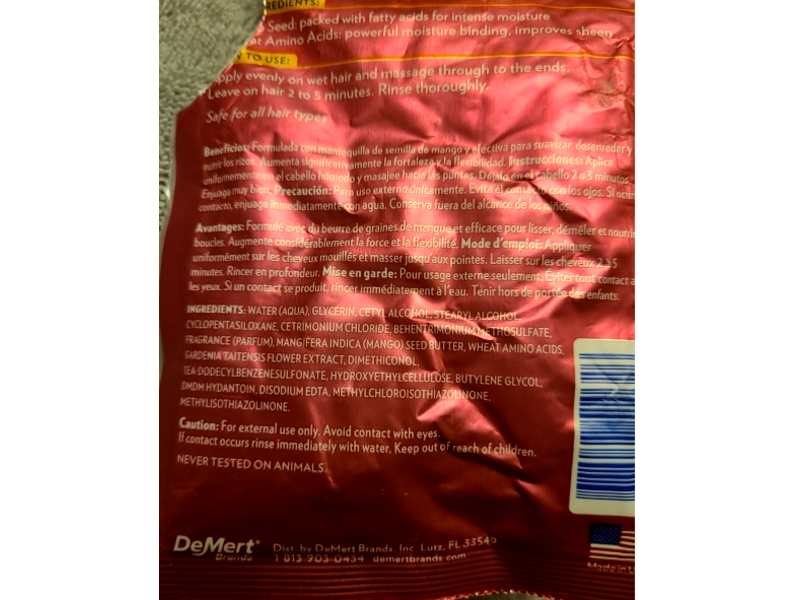 REDIENTS:
Seed: packed with fatty acids for intense moisture
at Amino Acids: powerful moisture binding, improves sheen
TO USE:
pply evenly on wet hair and massage through to the ends.
Leave on hair 2 to 5 minutes. Rinse thoroughly.
Safe for all hair types
Beneficios: Formulada con mantequilla de semilla de mango y efectiva para suavizar, desenredar y
nutrir los rizos. Aumenta significativamente la fortaleza y la flexibilidad. Instrucciones: Aplica
uniformemente en el cabello húmedo y masajee hacia las puntas. Déjalo en el cabello 2 o 3 minutos.
Enjuaga muy bien. Precaución: Para uso externo únicamente. Evita el contacto con los ojos. Si ocurr
contacto, enjuage inmediatamente con agua. Conserva fuera del alcance de los niños.
Avantages: Formulé avec du beurre de graines de mangue et efficace pour lisser, démêler et nourrir
boucles. Augmente considérablement la force et la flexibilité. Mode d'emploi: Appliquer
uniformément sur les cheveux mouillés et masser jusqu'aux pointes. Laisser sur les cheveux 2 à 5
minutes. Rincer en profondeur. Mise en garde: Pour usage externe seulement. Éviter tout contact a
les yeux. Si un contact se produit, rincer immédiatement à l'eau. Tenir hors de portée des enfants.
INGREDIENTS: WATER (AQUA), GLYCERIN, CETYL ALCOHOL, STEARYL ALCOHOL,
CYCLOPENTASILOXANE, CETRIMONIUM CHLORIDE, BEHENTRIMONIUM METHOSULFATE,
FRAGRANCE (PARFUM), MANGIFERA INDICA (MANGO) SEED BUTTER, WHEAT AMINO ACIDS,
GARDENIA TAITENSIS FLOWER EXTRACT, DIMETHICONOL,
TEA-DODECYLBENZENESULFONATE, HYDROXYETHYLCELLULOSE, BUTYLENE GLYCOL,
DMDM HYDANTOIN, DISODIUM EDTA, METHYLCHLOROISOTHIAZOLINONE,
METHYLISOTHIAZOLINONE.
Caution: For external use only. Avoid contact with eyes.
If contact occurs rinse immediately with water. Keep out of reach of children.
NEVER TESTED ON ANIMALS.
DeMert
Brands
Dist. by DeMert Brands, Inc. Lutz, FL 33549
1 813 903 0434 demertbrands.com
Made in U